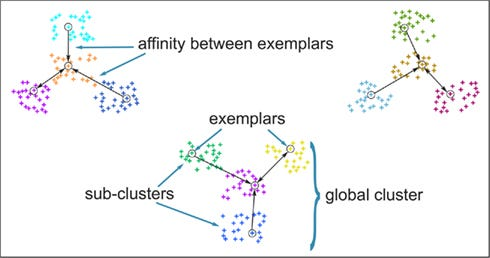 affinity between exemplars
exemplars
sub-clusters
global cluster